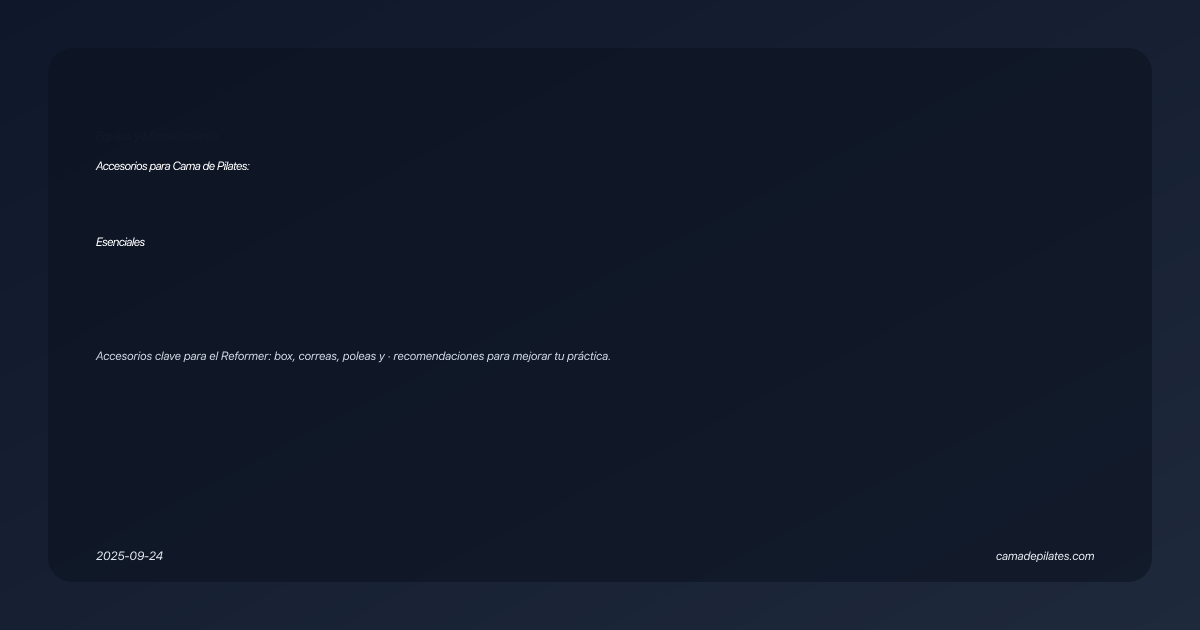 Accesorios para Cama de Pilates:
Esenciales
Accesorios clave para el Reformer: box, correas, poleas y · recomendaciones para mejorar tu práctica.
2025-09-24
camadepilates.com